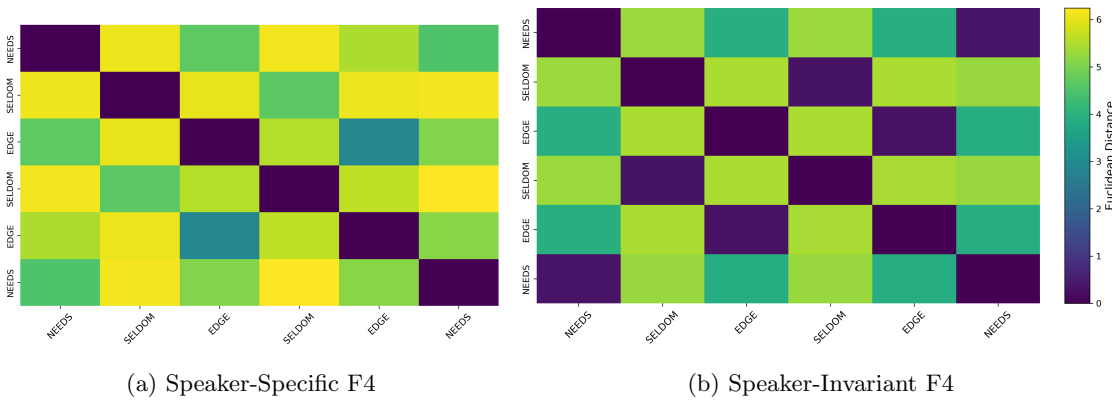 NEEDS
SELDOM
EDGE
SELDOM
EDGE
NEEDS
NEEDS SELDOM EDGE SELDOM EDGE NEEDS
(a) Speaker-Specific F4
NEEDS
SELDOM
EDGE
SELDOM
EDGE
NEEDS
NEEDS SELDOM EDGE SELDOM EDGE NEEDS
6
5
4
3
2
1
0
Euclidean Distance
(b) Speaker-Invariant F4